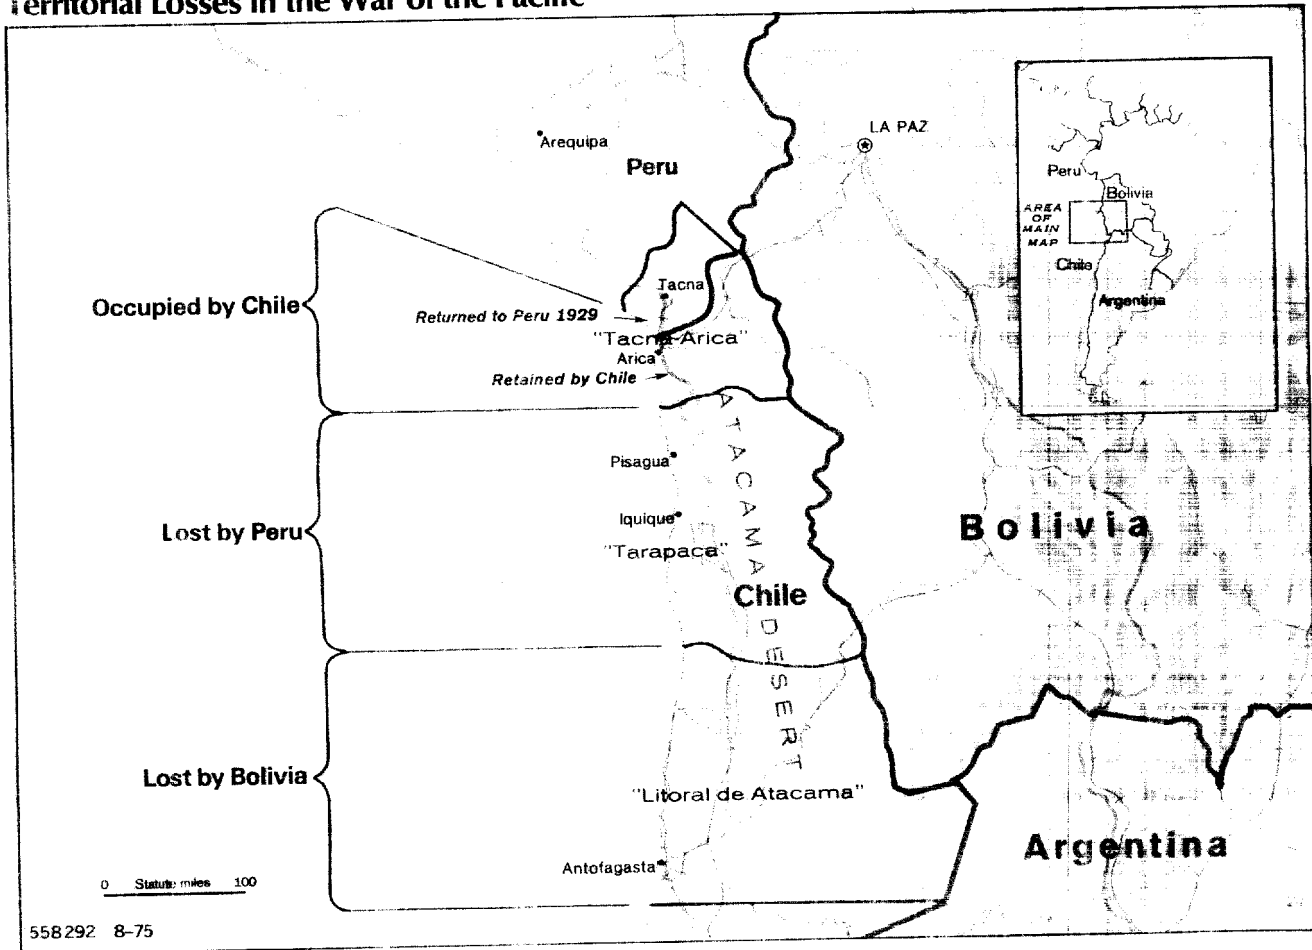 Territorial Losses in the War of the Pacific
Arequipa
Peru
LA PAZ
Peru
Bolivia
AREA
OF
MAIN
MAP
Chile
Argentina
Occupied by Chile
Tacna
Returned to Peru 1929
"Tacna-Arica"
Arica
Retained by Chile
ATACAMA DESERT
Pisagua
Lost by Peru
Iquique
"Tarapaca"
Bolivia
Chile
Lost by Bolivia
"Litoral de Atacama"
Argentina
Antofagasta
0 Statute miles 100
558292 8-75